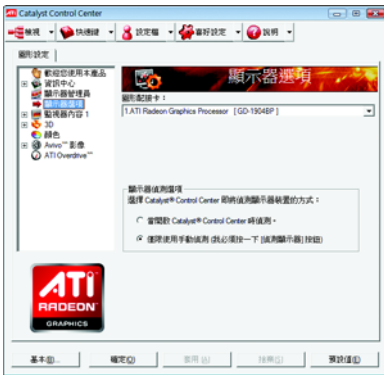 Catalyst Control Center
檢視 快速鍵 設定檔 喜好設定 說明
圖形設定
歡迎您使用本產品
資訊中心
顯示器管理員
顯示器選項
監視器內容 1
3D
顏色
Avivo™ 影像
ATI Overdrive™
顯示器選項
圖形配接卡：
1.ATI Radeon Graphics Processor [GD-1904BP]
顯示器偵測選項
選擇 Catalyst® Control Center 即將偵測顯示器裝置的方式：
當開啟 Catalyst® Control Center 時偵測。
僅限使用手動偵測 (我必須按一下 [偵測顯示器] 按鈕)
ATI
RADEON
GRAPHICS
基本(B)... 確定(O) 套用(A) 捨棄(S) 預設值(D)